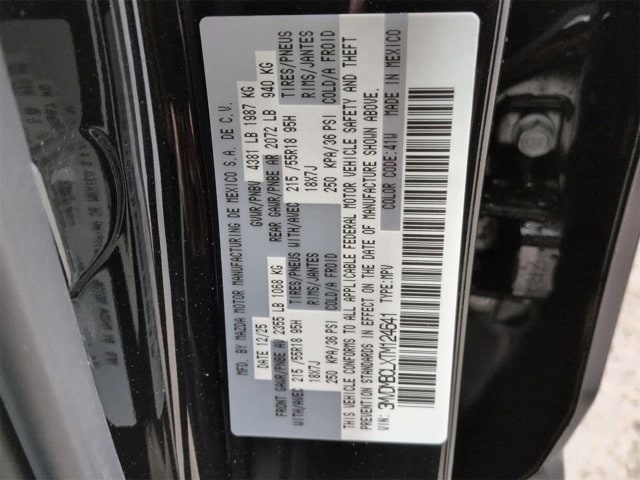 MFD. BY MAZDA MOTOR MANUFACTURING DE MEXICO S.A. DE C.V.
DATE 12/25 GVWR/PNBV 4381 LB 1987 KG
FRONT GAWR/PNBE AV 2355 LB 1068 KG REAR GAWR/PNBE AR 2072 LB 940 KG
WITH/AVEC 215/55R18 95H TIRES/PNEUS WITH/AVEC 215/55R18 95H TIRES/PNEUS
18X7J RIMS/JANTES 18X7J RIMS/JANTES
250 KPA/36 PSI COLD/A FROID 250 KPA/36 PSI COLD/A FROID
THIS VEHICLE CONFORMS TO ALL APPLICABLE FEDERAL MOTOR VEHICLE SAFETY AND THEFT
PREVENTION STANDARDS IN EFFECT ON THE DATE OF MANUFACTURE SHOWN ABOVE.
VIN: TYPE:MPV COLOR CODE:41W MADE IN MEXICO